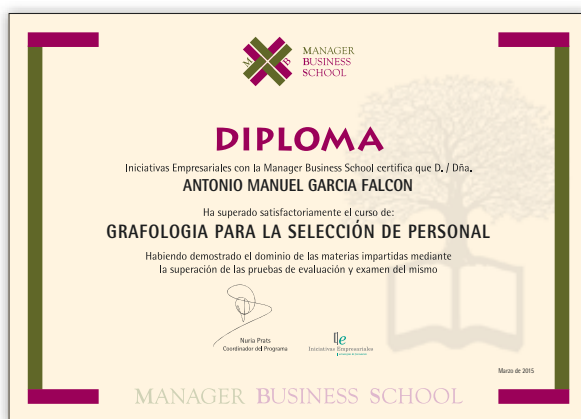 M B
MANAGER
BUSINESS
SCHOOL
DIPLOMA
Iniciativas Empresariales con la Manager Business School certifica que D. / Dña.
ANTONIO MANUEL GARCIA FALCON
Ha superado satisfactoriamente el curso de:
GRAFOLOGIA PARA LA SELECCIÓN DE PERSONAL
Habiendo demostrado el dominio de las materias impartidas mediante
la superación de las pruebas de evaluación y examen del mismo
Nuria Prats
Coordinador del Programa
Ie
Iniciativas Empresariales
Marzo de 2015
MANAGER BUSINESS SCHOOL